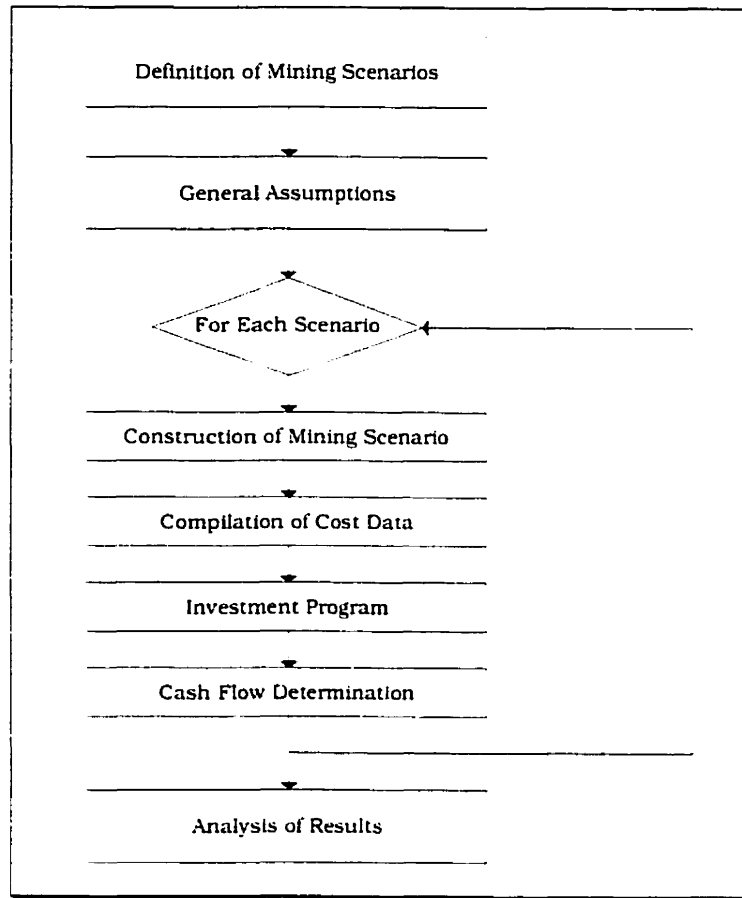 Definition of Mining Scenarios
General Assumptions
For Each Scenario
Construction of Mining Scenario
Compilation of Cost Data
Investment Program
Cash Flow Determination
Analysis of Results